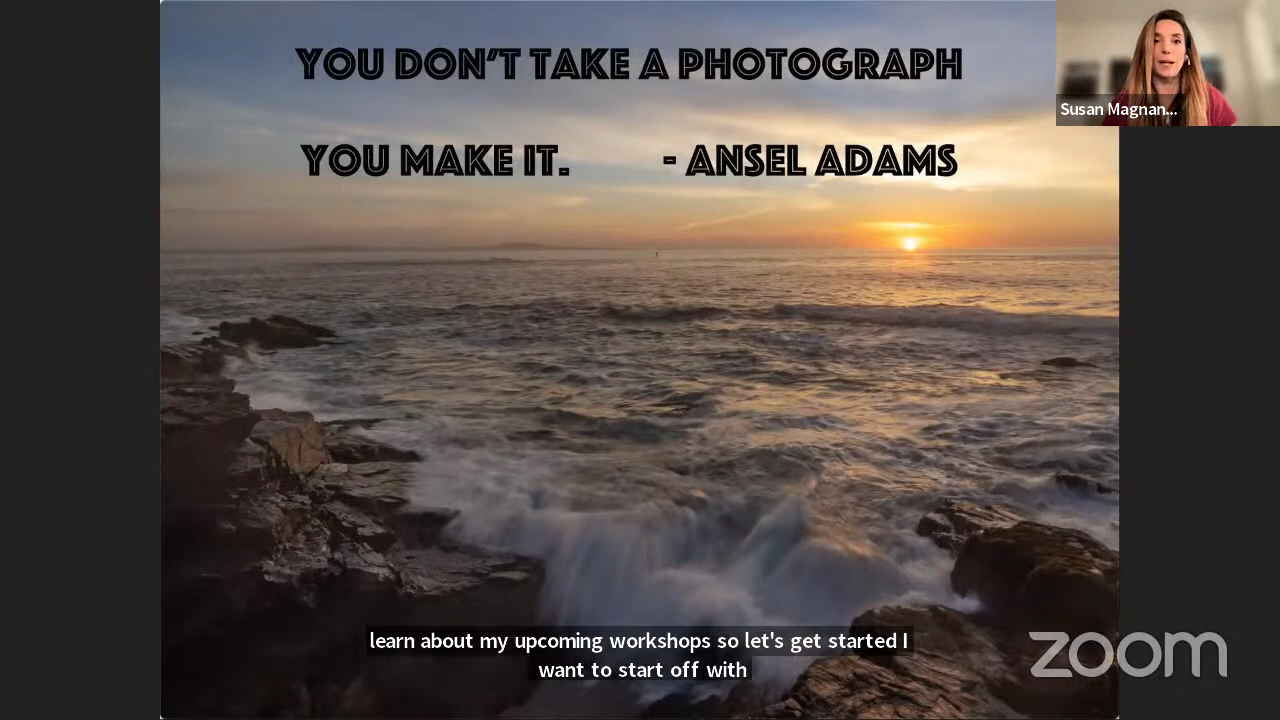 YOU DON'T TAKE A PHOTOGRAPH
YOU MAKE IT. - ANSEL ADAMS
Susan Magnan...
learn about my upcoming workshops so let's get started I
want to start off with
zoom